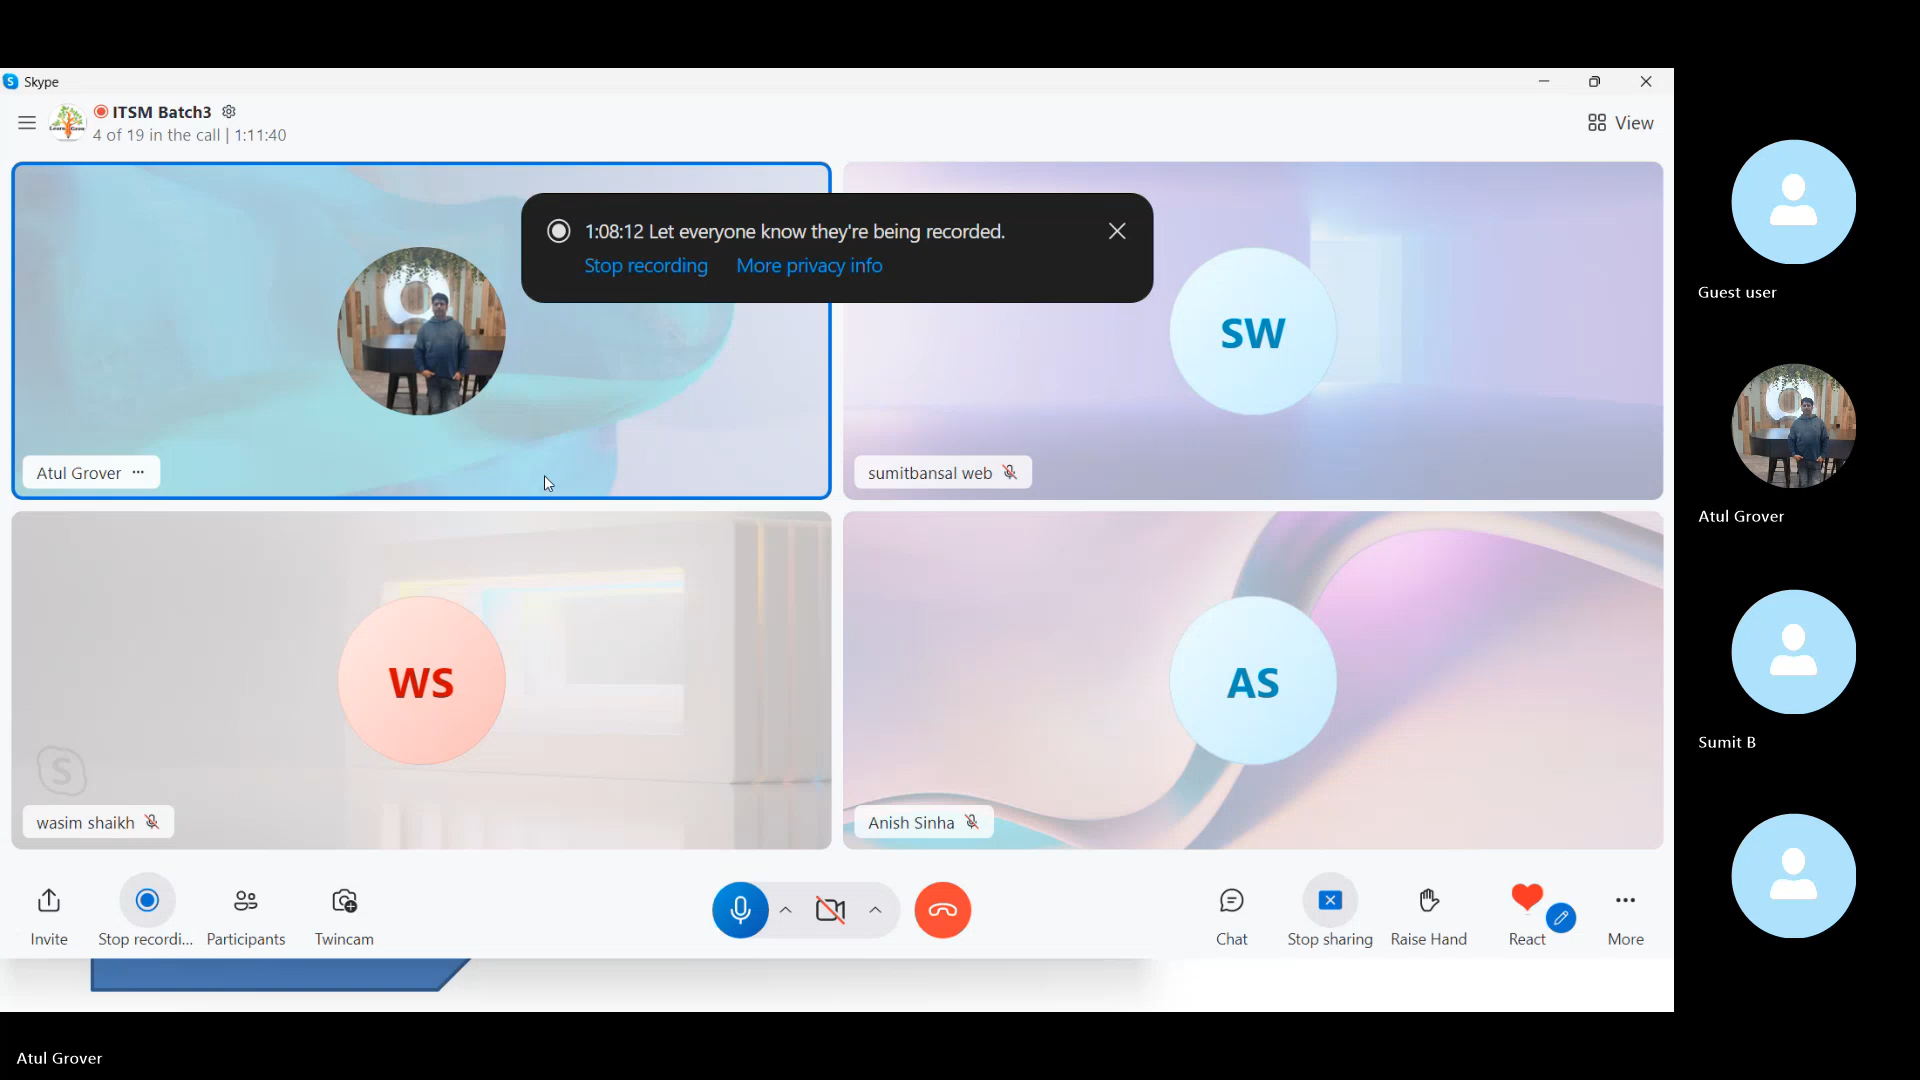 Skype
ITSM Batch3
4 of 19 in the call | 1:11:40
View
1:08:12 Let everyone know they're being recorded.
Stop recording More privacy info
SW
Atul Grover
sumitbansal web
WS
AS
wasim shaikh
Anish Sinha
Invite
Stop recordi...
Participants
Twincam
Chat
Stop sharing
Raise Hand
React
More
Guest user
Atul Grover
Sumit B
Atul Grover